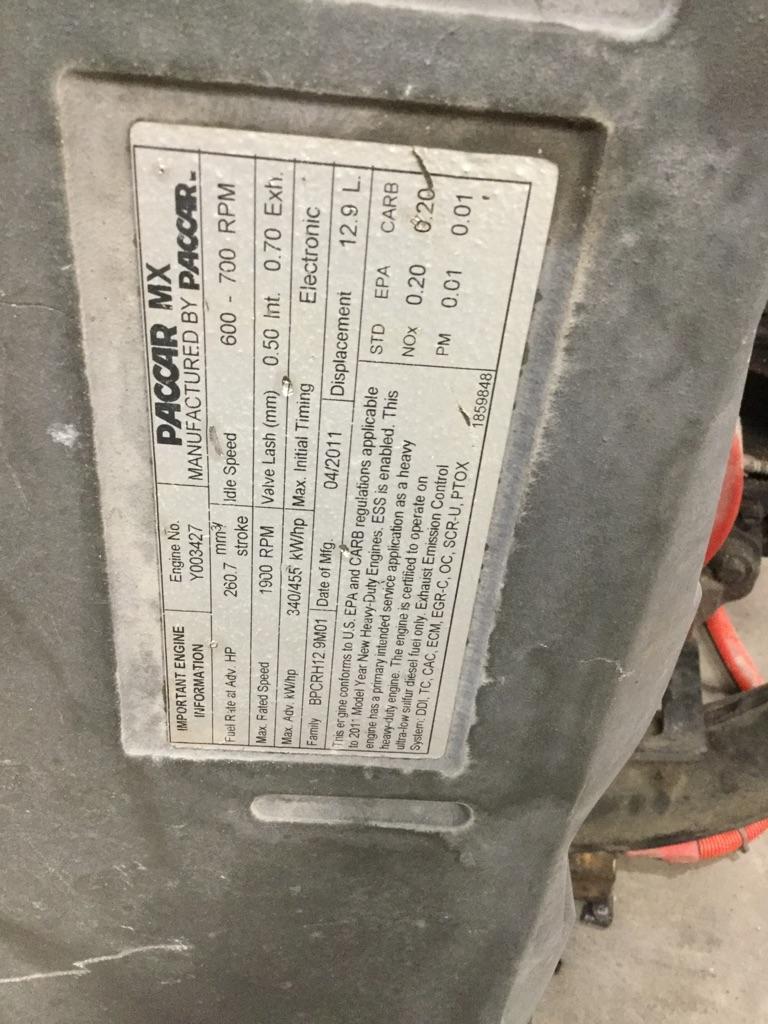 PACCAR MX
MANUFACTURED BY PACCAR
IMPORTANT ENGINE
INFORMATION
Engine No.
Y003427
Fuel Rate at Adv. HP 260.7 mm³/
stroke
Idle Speed 600 - 700 RPM
Max. Rated Speed 1900 RPM
Valve Lash (mm) 0.50 Int. 0.70 Exh.
Max. Adv. kW/hp 340/455 kW/hp
Max. Initial Timing Electronic
Family BPCRH12.9M01
Date of Mfg. 04/2011
Displacement 12.9 L.
This engine conforms to U.S. EPA and CARB regulations applicable
to 2011 Model Year New Heavy-Duty Engines. ESS is enabled. This
engine has a primary intended service application as a heavy
heavy-duty engine. The engine is certified to operate on
ultra-low sulfur diesel fuel only. Exhaust Emission Control
System: DDI, TC, CAC, ECM, EGR-C, OC, SCR-U, PTOX
STD EPA CARB
NOx 0.20 0.20
PM 0.01 0.01
1859848